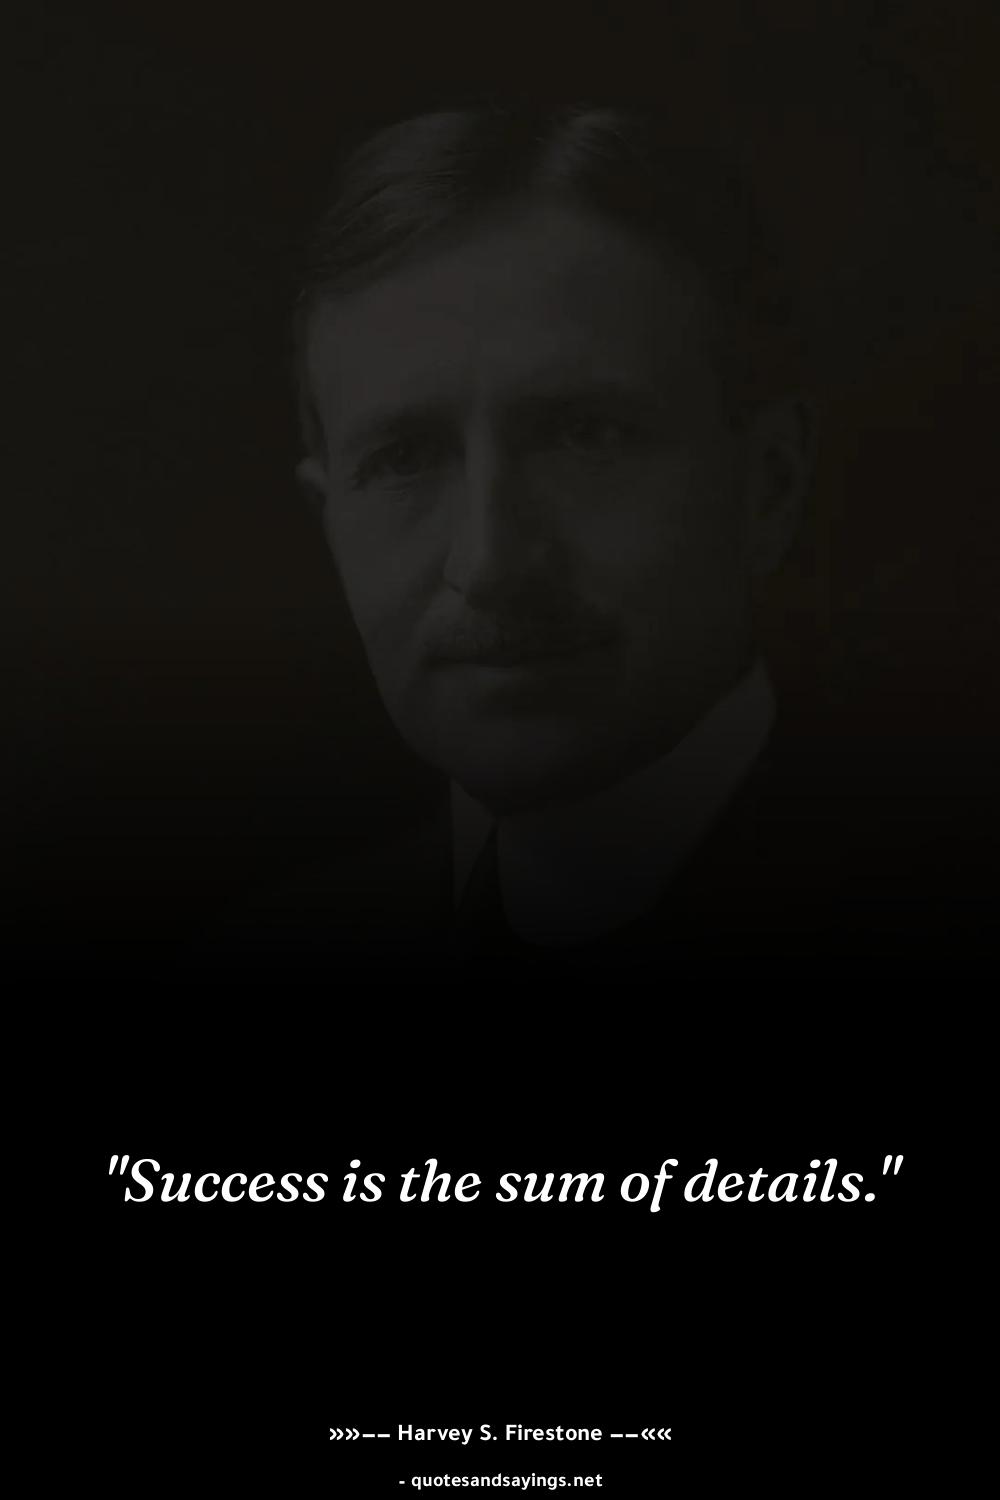 "Success is the sum of details."
»»−− Harvey S. Firestone −−««
- quotesandsayings.net